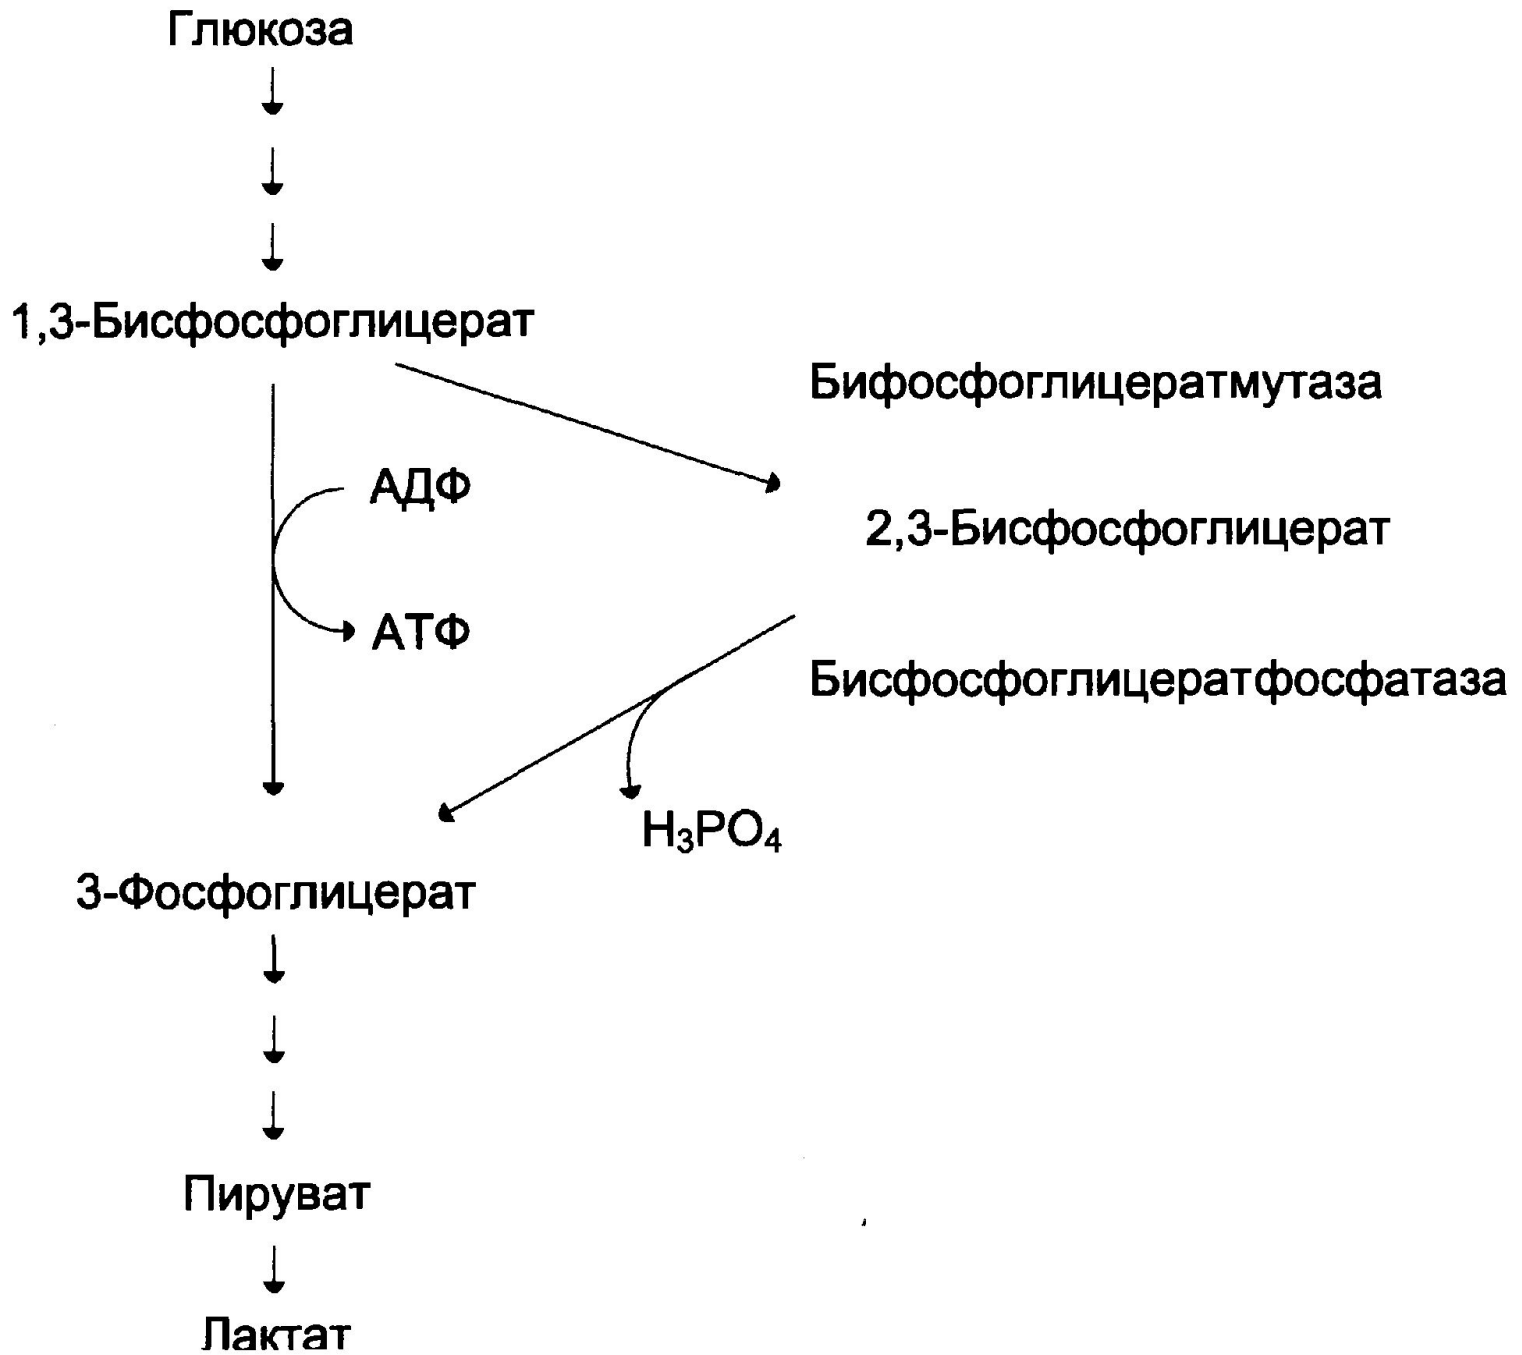 Глюкоза
1,3-Бисфосфоглицерат
Бифосфоглицератмутаза
АДФ
2,3-Бисфосфоглицерат
АТФ
Бисфосфоглицератфосфатаза
H₃PO₄
3-Фосфоглицерат
Пируват
Лактат